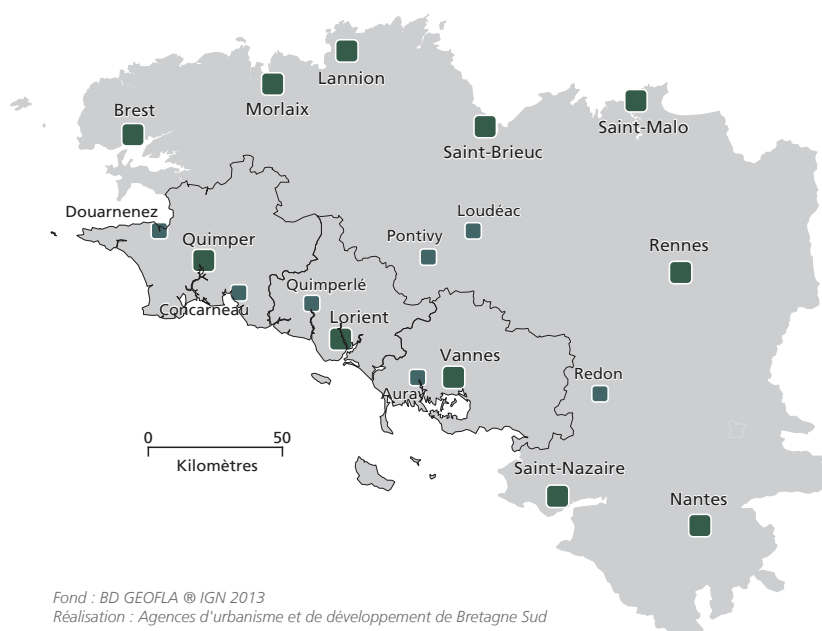 Lannion
Morlaix
Brest
Saint-Malo
Saint-Brieuc
Douarnenez
Loudéac
Pontivy
Quimper
Rennes
Quimperlé
Concarneau
Lorient
Vannes
Redon
Auray
0 50
Kilomètres
Saint-Nazaire
Nantes
Fond : BD GEOFLA ® IGN 2013
Réalisation : Agences d'urbanisme et de développement de Bretagne Sud